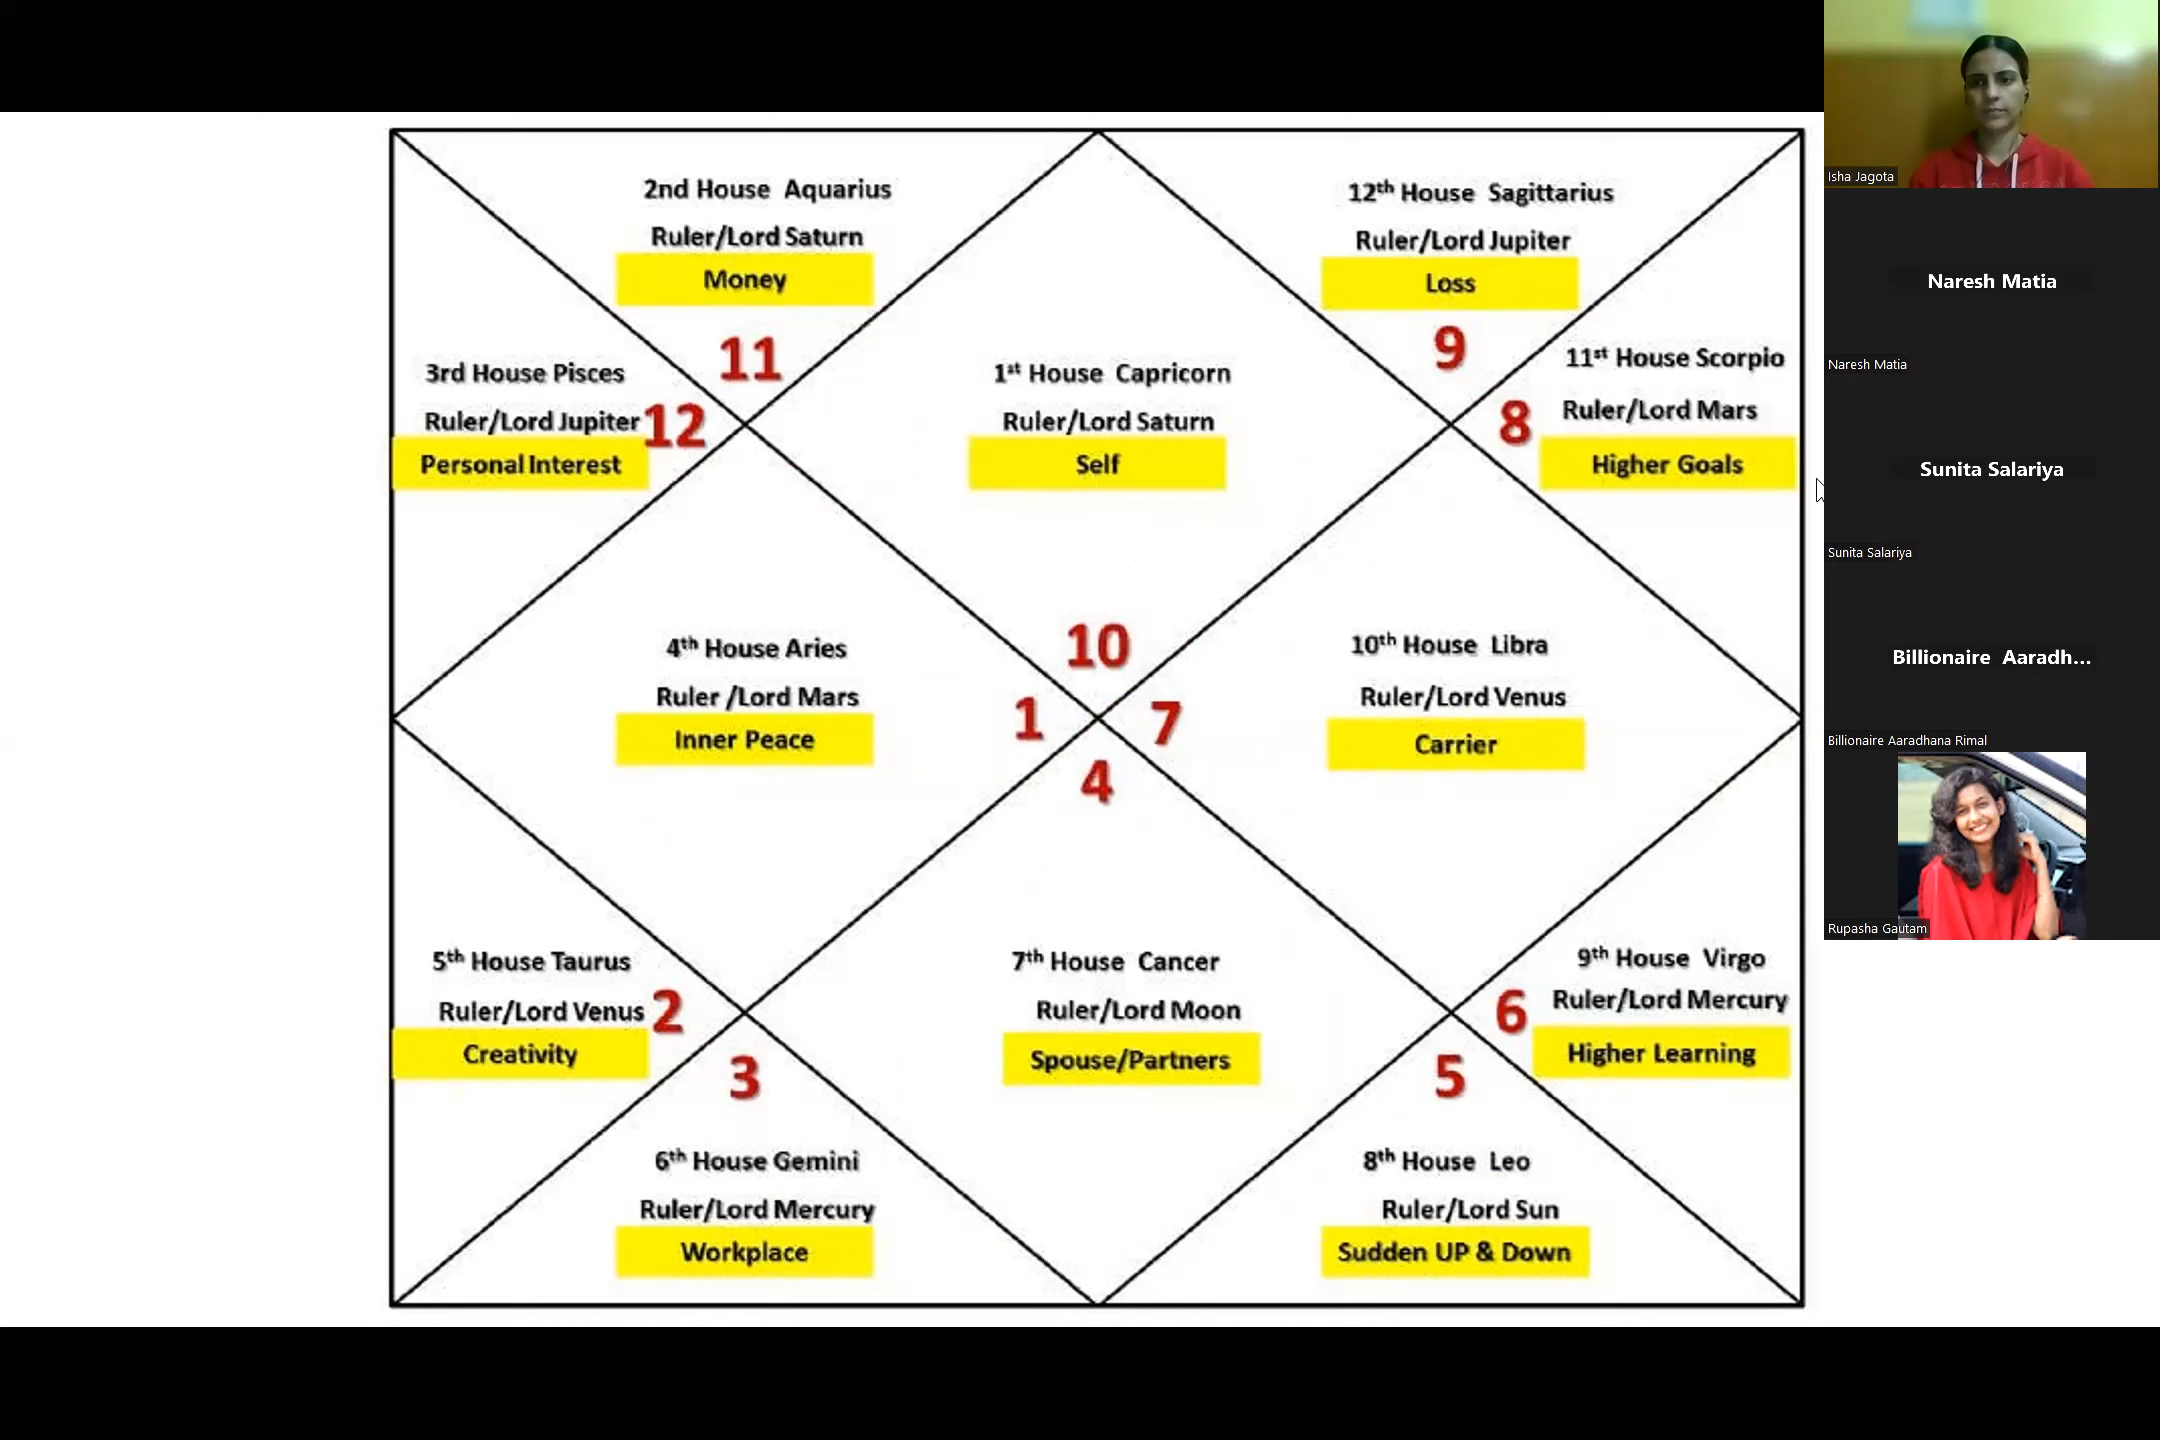 2nd House Aquarius
Ruler/Lord Saturn
Money
11
12th House Sagittarius
Ruler/Lord Jupiter
Loss
9
3rd House Pisces
Ruler/Lord Jupiter
12
Personal Interest
1st House Capricorn
Ruler/Lord Saturn
Self
10
11st House Scorpio
Ruler/Lord Mars
8
Higher Goals
4th House Aries
Ruler /Lord Mars
Inner Peace
1
10th House Libra
Ruler/Lord Venus
Carrier
7
4
5th House Taurus
Ruler/Lord Venus
2
Creativity
7th House Cancer
Ruler/Lord Moon
Spouse/Partners
9th House Virgo
Ruler/Lord Mercury
6
Higher Learning
3
6th House Gemini
Ruler/Lord Mercury
Workplace
5
8th House Leo
Ruler/Lord Sun
Sudden UP & Down
Isha Jagota
Naresh Matia
Naresh Matia
Sunita Salariya
Sunita Salariya
Billionaire Aaradh...
Billionaire Aaradhana Rimal
Rupasha Gautam